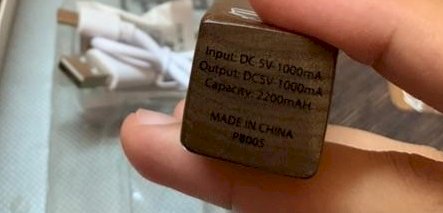 Input: DC 5V-1000mA
Output: DC5V-1000mA
Capacity: 2200mAH
MADE IN CHINA
PB005